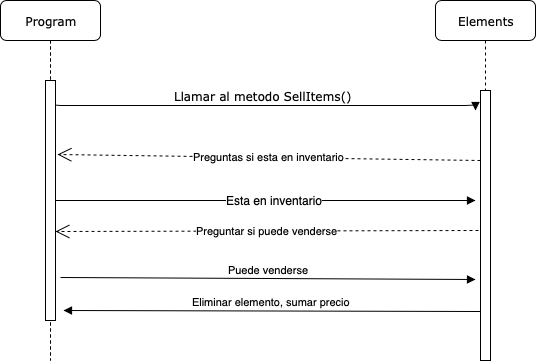 Program
Elements
Llamar al metodo SellItems()
Preguntas si esta en inventario
Esta en inventario
Preguntar si puede venderse
Puede venderse
Eliminar elemento, sumar precio